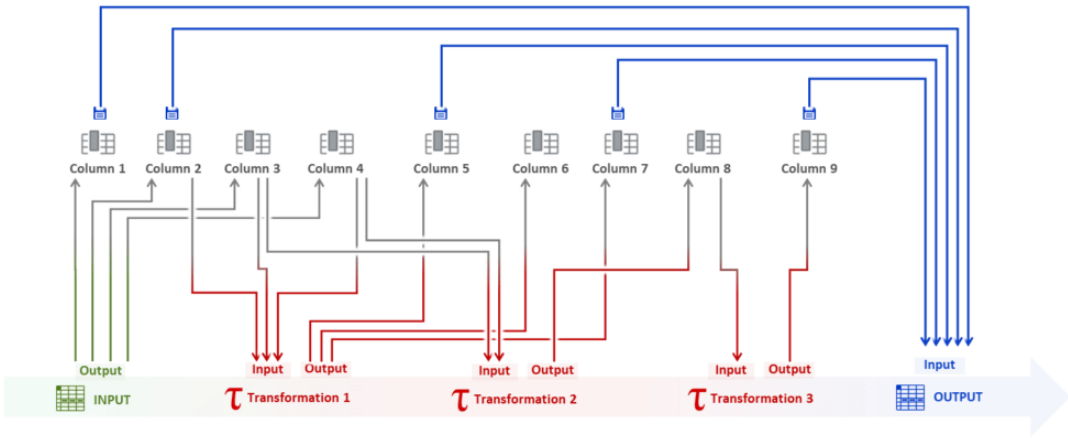 Column 1 Column 2 Column 3 Column 4 Column 5 Column 6 Column 7 Column 8 Column 9
Output Input Output Input Output Input Output Input
INPUT τ Transformation 1 τ Transformation 2 τ Transformation 3 OUTPUT